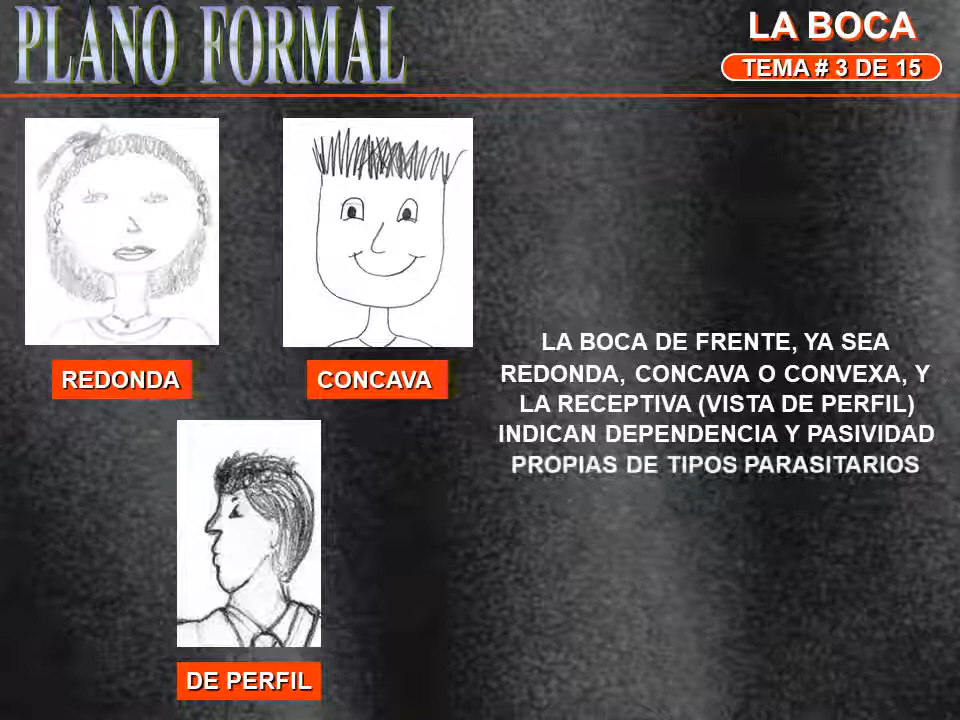 PLANO FORMAL
LA BOCA
TEMA # 3 DE 15
REDONDA
CONCAVA
LA BOCA DE FRENTE, YA SEA
REDONDA, CONCAVA O CONVEXA, Y
LA RECEPTIVA (VISTA DE PERFIL)
INDICAN DEPENDENCIA Y PASIVIDAD
PROPIAS DE TIPOS PARASITARIOS
DE PERFIL